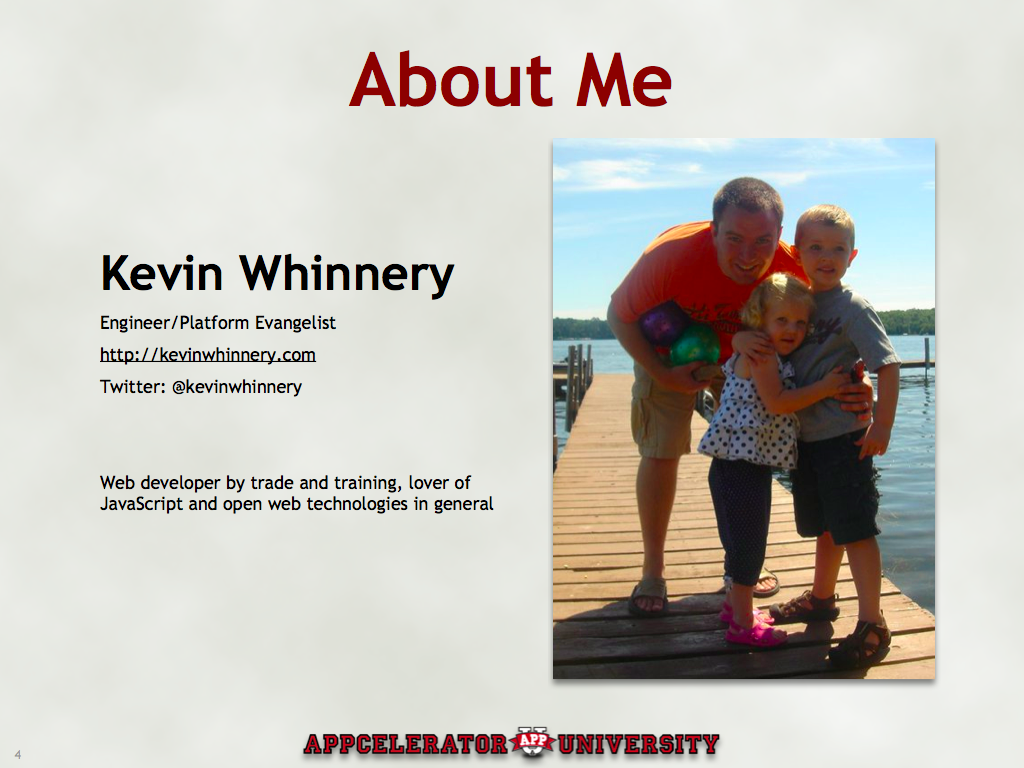 About Me
Kevin Whinnery
Engineer/Platform Evangelist
http://kevinwhinnery.com
Twitter: @kevinwhinnery
Web developer by trade and training, lover of
JavaScript and open web technologies in general
4
APPCELERATOR U APP UNIVERSITY